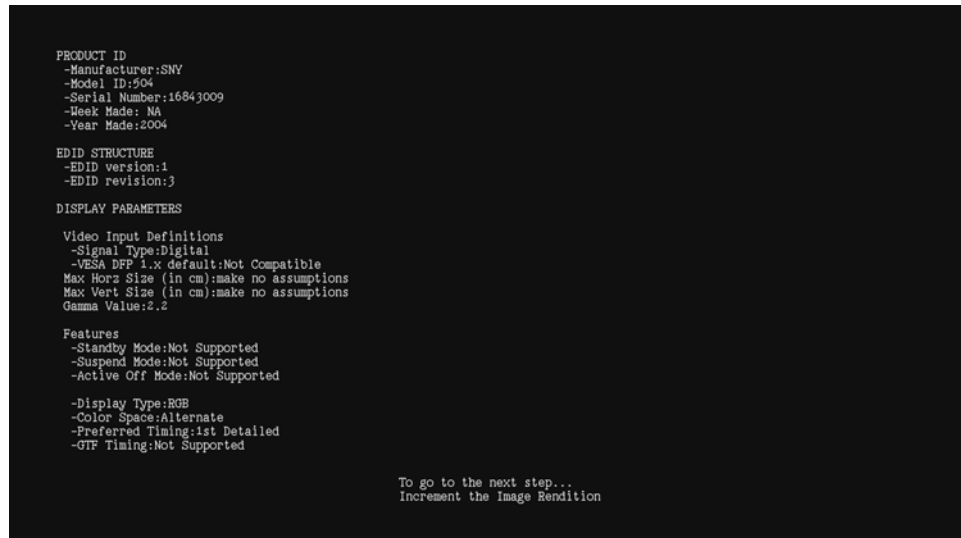 PRODUCT ID
-Manufacturer:SNY
-Model ID:504
-Serial Number:16843009
-Week Made: NA
-Year Made:2004
EDID STRUCTURE
-EDID version:1
-EDID revision:3
DISPLAY PARAMETERS
Video Input Definitions
-Signal Type:Digital
-VESA DFP 1.x default:Not Compatible
Max Horz Size (in cm):make no assumptions
Max Vert Size (in cm):make no assumptions
Gamma Value:2.2
Features
-Standby Mode:Not Supported
-Suspend Mode:Not Supported
-Active Off Mode:Not Supported
-Display Type:RGB
-Color Space:Alternate
-Preferred Timing:1st Detailed
-GTF Timing:Not Supported
To go to the next step...
Increment the Image Rendition